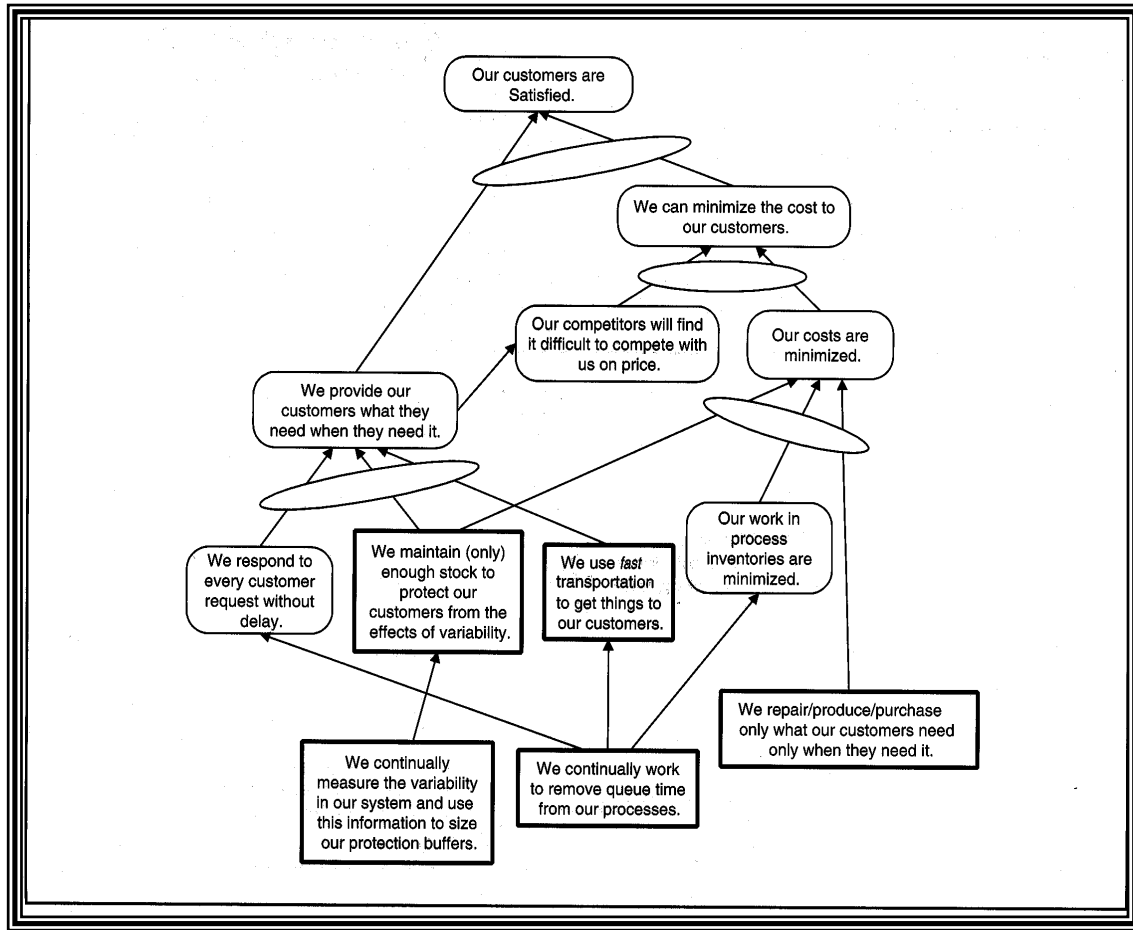 Our customers are
Satisfied.
We can minimize the cost to
our customers.
Our competitors will find
it difficult to compete with
us on price.
Our costs are
minimized.
We provide our
customers what they
need when they need it.
We respond to
every customer
request without
delay.
We maintain (only)
enough stock to
protect our
customers from the
effects of variability.
We use fast
transportation
to get things to
our customers.
Our work in
process
inventories are
minimized.
We repair/produce/purchase
only what our customers need
only when they need it.
We continually
measure the variability
in our system and use
this information to size
our protection buffers.
We continually work
to remove queue time
from our processes.